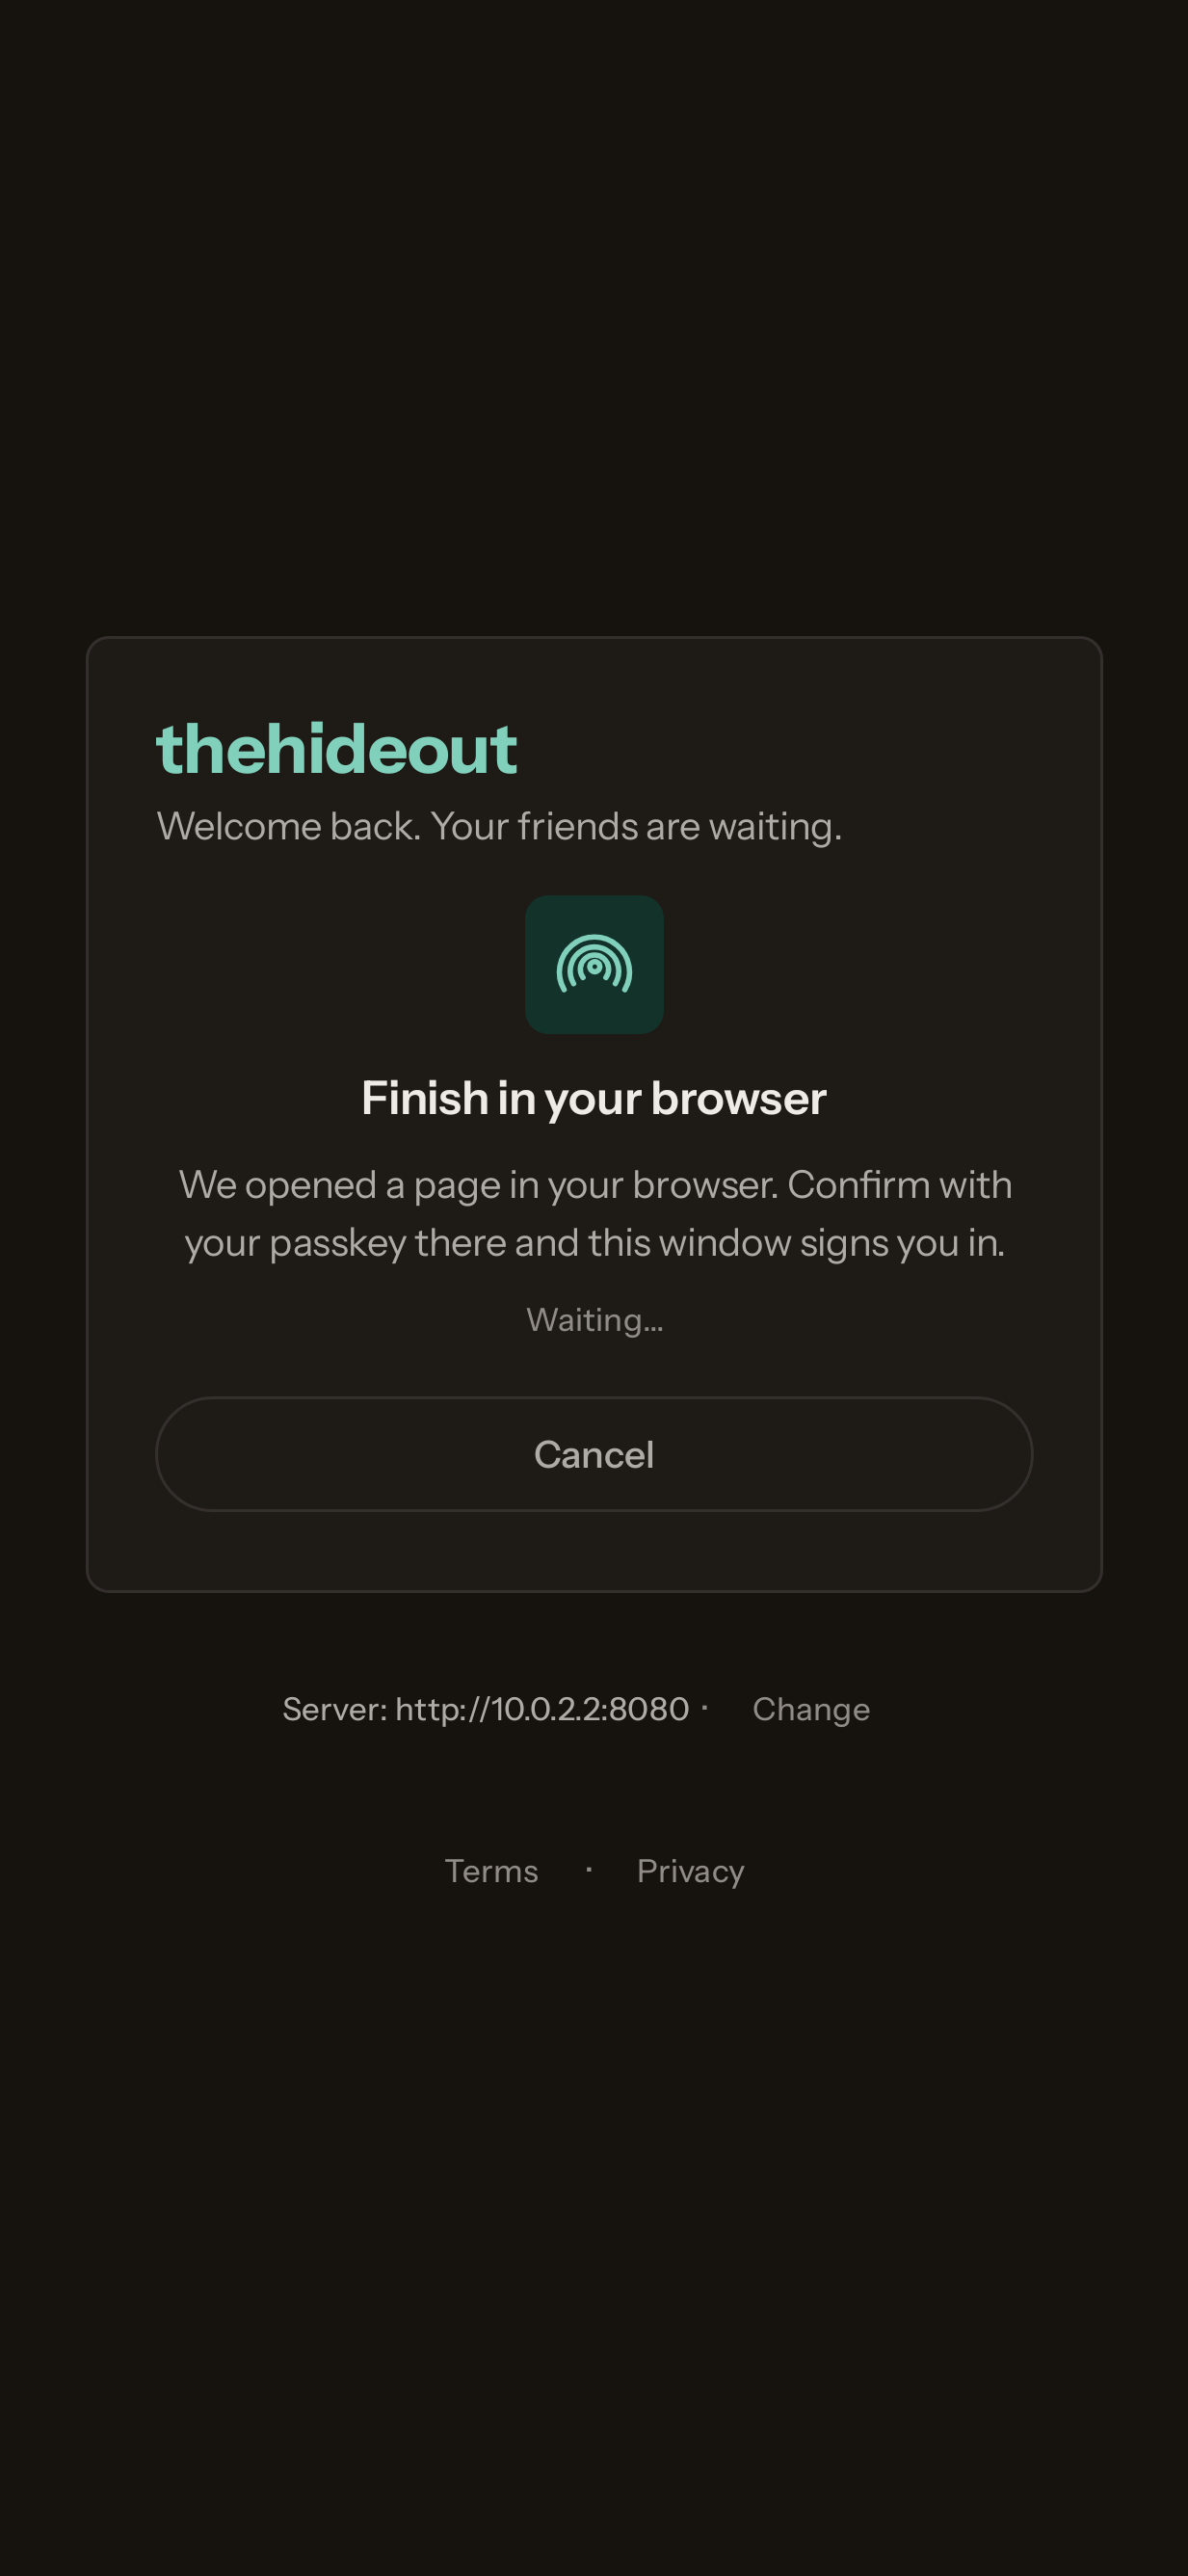 thehideout
Welcome back. Your friends are waiting.
Finish in your browser
We opened a page in your browser. Confirm with
your passkey there and this window signs you in.
Waiting...
Cancel
Server: http://10.0.2.2:8080 · Change
Terms · Privacy